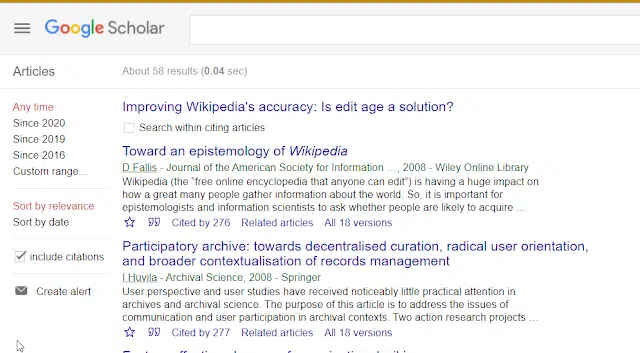 Google Scholar
Articles
About 58 results (0.04 sec)
Any time
Since 2020
Since 2019
Since 2016
Custom range...
Sort by relevance
Sort by date
include citations
Create alert
Improving Wikipedia's accuracy: Is edit age a solution?
Search within citing articles
Toward an epistemology of Wikipedia
D Fallis - Journal of the American Society for Information …, 2008 - Wiley Online Library
Wikipedia (the "free online encyclopedia that anyone can edit") is having a huge impact on
how a great many people gather information about the world. So, it is important for
epistemologists and information scientists to ask whether people are likely to acquire …
Cited by 276 Related articles All 18 versions
Participatory archive: towards decentralised curation, radical user orientation,
and broader contextualisation of records management
I Huvila - Archival Science, 2008 - Springer
User perspective and user studies have received noticeably little practical attention in
archives and archival science. The purpose of this article is to address the issues of
communication and user participation in archival contexts. Two action research projects …
Cited by 277 Related articles All 18 versions